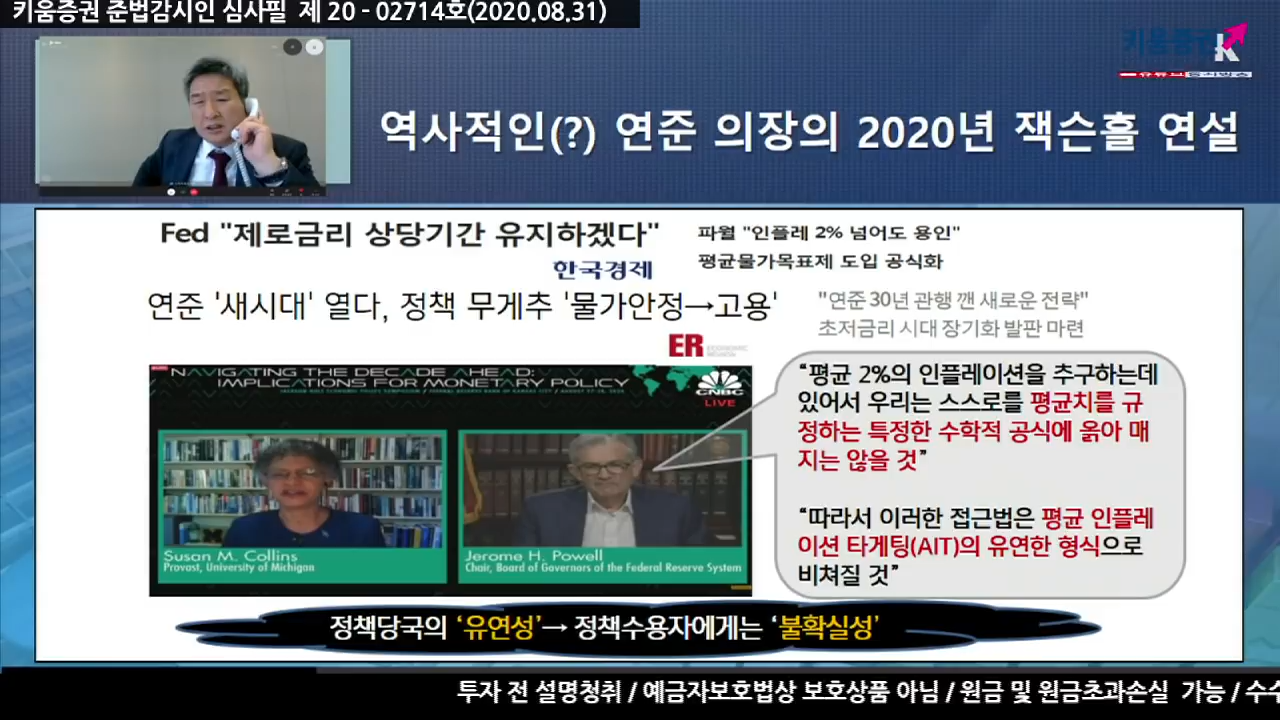 키움증권 준법감시인 심사필 제 20 - 02714호(2020.08.31)
키움증권
역사적인(?) 연준 의장의 2020년 잭슨홀 연설
Fed "제로금리 상당기간 유지하겠다"
한국경제
파월 "인플레 2% 넘어도 용인"
평균물가목표제 도입 공식화
연준 '새시대' 열다, 정책 무게추 '물가안정→고용'
ER
"연준 30년 관행 깬 새로운 전략"
초저금리 시대 장기화 발판 마련
NAVIGATING THE DECADE AHEAD:
IMPLICATIONS FOR MONETARY POLICY
CNBC
LIVE
Susan M. Collins
Provost, University of Michigan
Jerome H. Powell
Chair, Board of Governors of the Federal Reserve System
“평균 2%의 인플레이션을 추구하는데
있어서 우리는 스스로를 평균치를 규
정하는 특정한 수학적 공식에 옭아 매
지는 않을 것”
“따라서 이러한 접근법은 평균 인플레
이션 타게팅(AIT)의 유연한 형식으로
비쳐질 것”
정책당국의 ‘유연성’→ 정책수용자에게는 ‘불확실성’
투자 전 설명청취 / 예금자보호법상 보호상품 아님 / 원금 및 원금초과손실 가능 / 수수